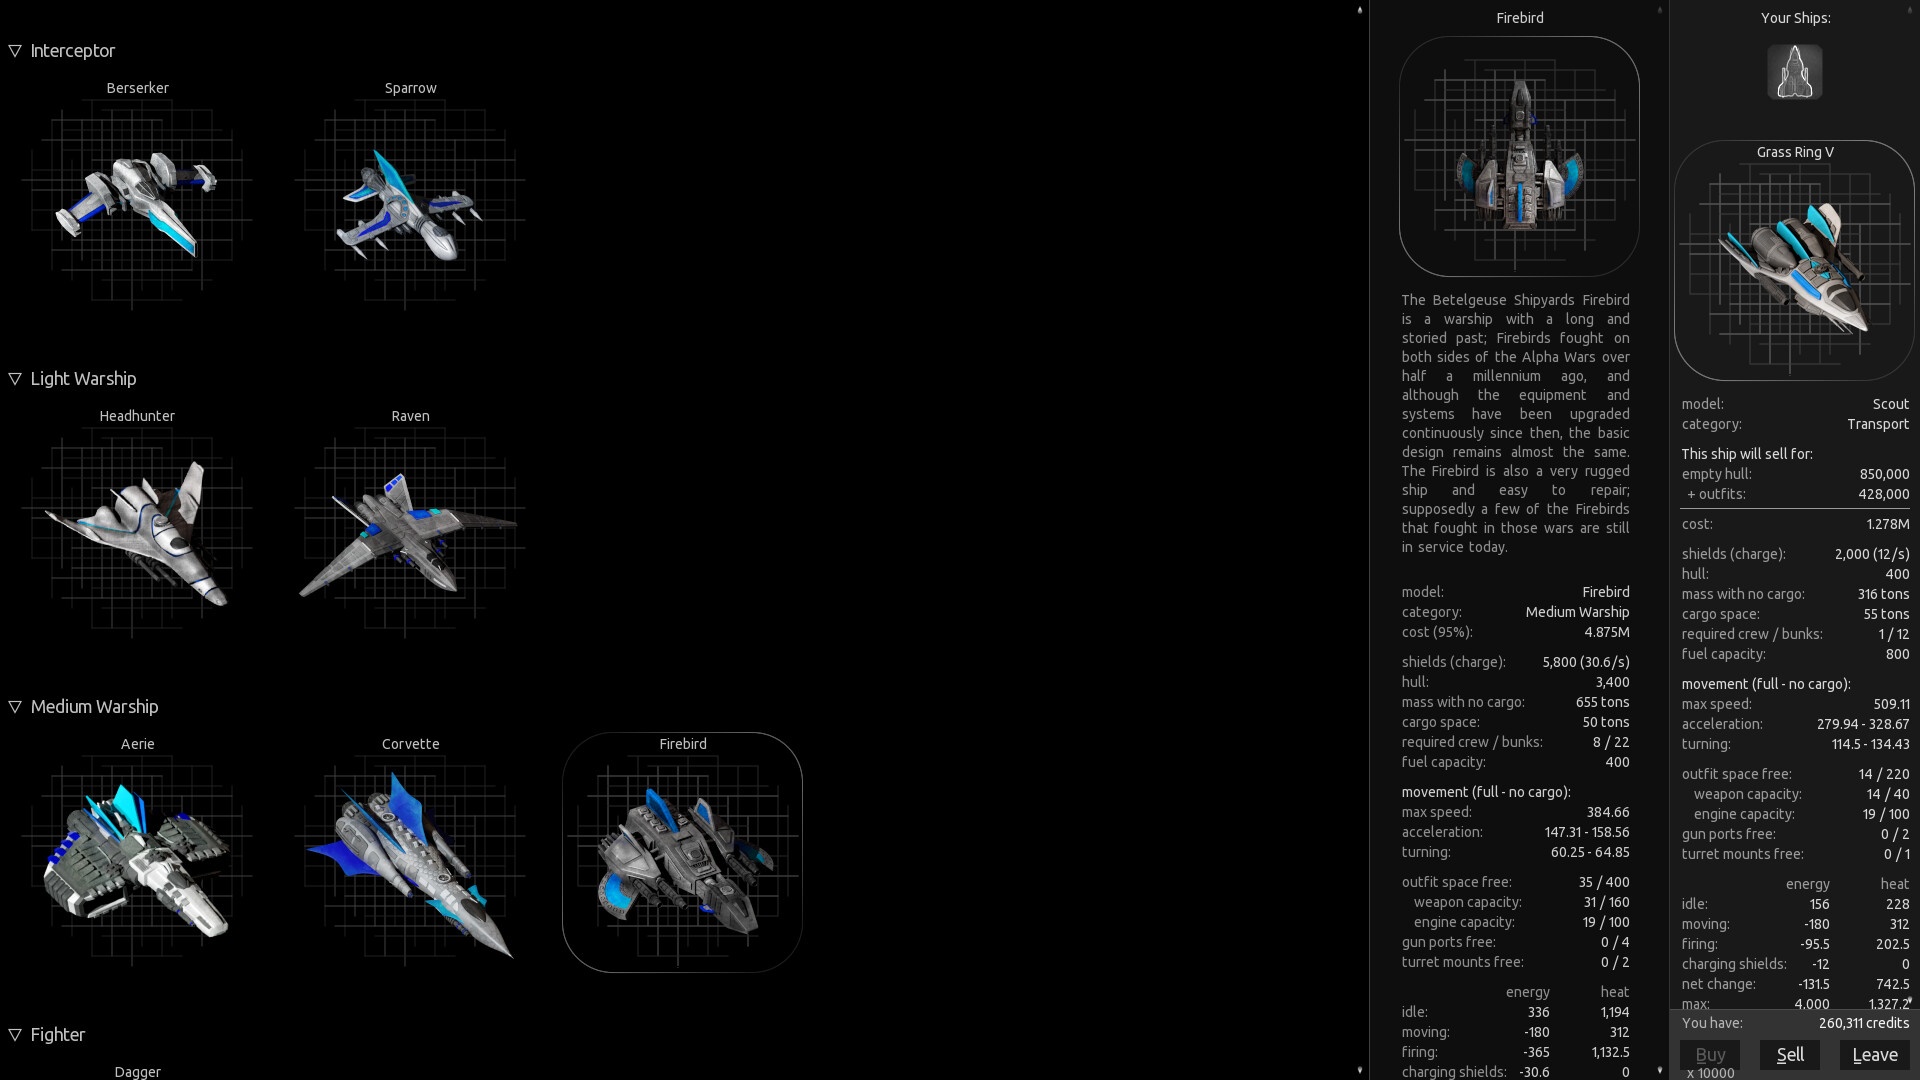 Interceptor
Berserker
Sparrow
Light Warship
Headhunter
Raven
Medium Warship
Aerie
Corvette
Firebird
Fighter
Dagger
Firebird
The Betelgeuse Shipyards Firebird
is a warship with a long and
storied past; Firebirds fought on
both sides of the Alpha Wars over
half a millennium ago, and
although the equipment and
systems have been upgraded
continuously since then, the basic
design remains almost the same.
The Firebird is also a very rugged
ship and easy to repair;
supposedly a few of the Firebirds
that fought in those wars are still
in service today.
model: Firebird
category: Medium Warship
cost (95%): 4.875M
shields (charge): 5,800 (30.6/s)
hull: 3,400
mass with no cargo: 655 tons
cargo space: 50 tons
required crew / bunks: 8 / 22
fuel capacity: 400
movement (full - no cargo):
max speed: 384.66
acceleration: 147.31 - 158.56
turning: 60.25 - 64.85
outfit space free: 35 / 400
weapon capacity: 31 / 160
engine capacity: 19 / 100
gun ports free: 0 / 4
turret mounts free: 0 / 2
energy heat
idle: 336 1,194
moving: -180 312
firing: -365 1,132.5
charging shields: -30.6 0
Your Ships:
Grass Ring V
model: Scout
category: Transport
This ship will sell for:
empty hull: 850,000
+ outfits: 428,000
cost: 1.278M
shields (charge): 2,000 (12/s)
hull: 400
mass with no cargo: 316 tons
cargo space: 55 tons
required crew / bunks: 1 / 12
fuel capacity: 800
movement (full - no cargo):
max speed: 509.11
acceleration: 279.94 - 328.67
turning: 114.5 - 134.43
outfit space free: 14 / 220
weapon capacity: 14 / 40
engine capacity: 19 / 100
gun ports free: 0 / 2
turret mounts free: 0 / 1
energy heat
idle: 156 228
moving: -180 312
firing: -95.5 202.5
charging shields: -12 0
net change: -131.5 742.5
max: 4,000 1,327.2
You have: 260,311 credits
Buy Sell Leave
x 10000